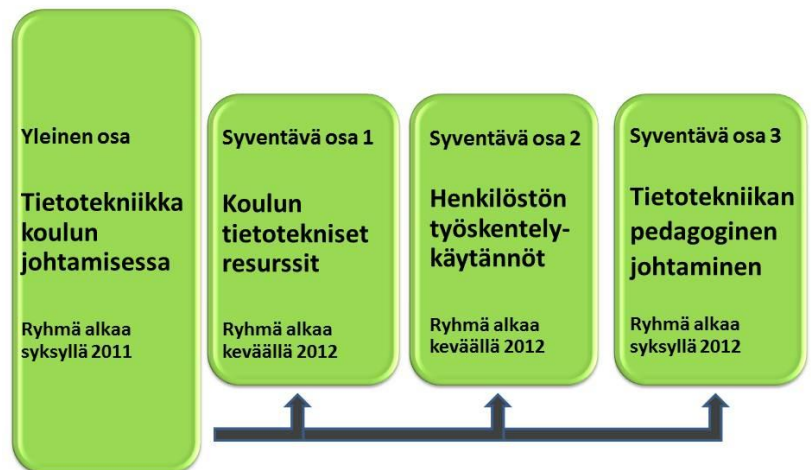 Yleinen osa
Tietotekniikka
koulun
johtamisessa
Ryhmä alkaa
syksyllä 2011
Syventävä osa 1
Koulun
tietotekniset
resurssit
Ryhmä alkaa
keväällä 2012
Syventävä osa 2
Henkilöstön
työskentely-
käytännöt
Ryhmä alkaa
keväällä 2012
Syventävä osa 3
Tietotekniikan
pedagoginen
johtaminen
Ryhmä alkaa
syksyllä 2012